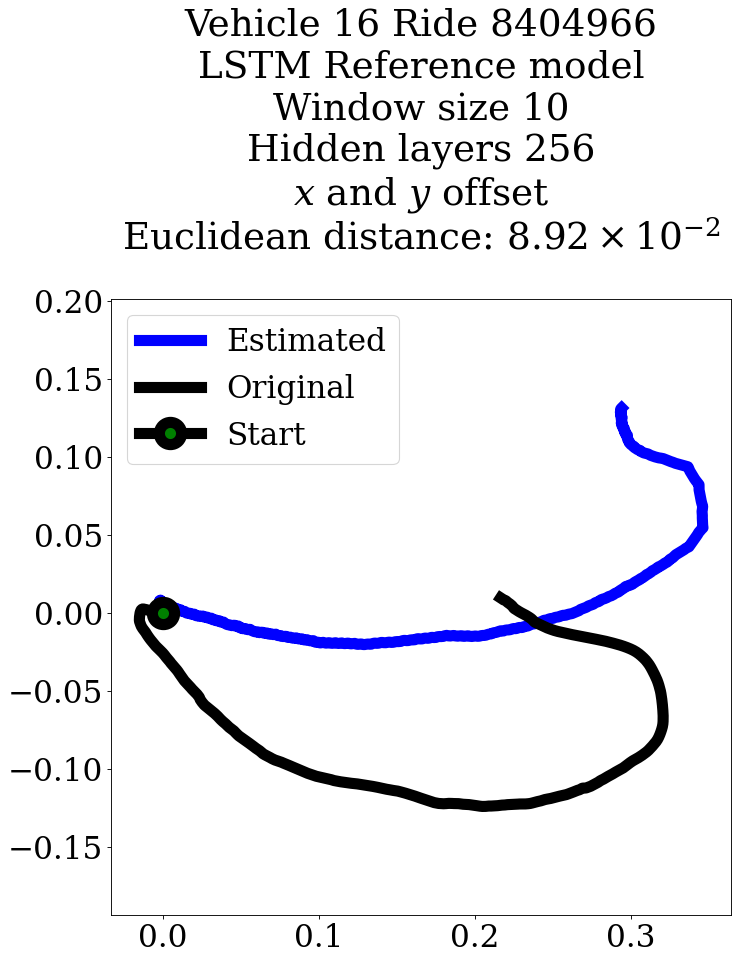 Vehicle 16 Ride 8404966
LSTM Reference model
Window size 10
Hidden layers 256
x and y offset
Euclidean distance: 8.92 × 10⁻²
0.20
0.15
0.10
0.05
0.00
−0.05
−0.10
−0.15
Estimated
Original
Start
0.0 0.1 0.2 0.3